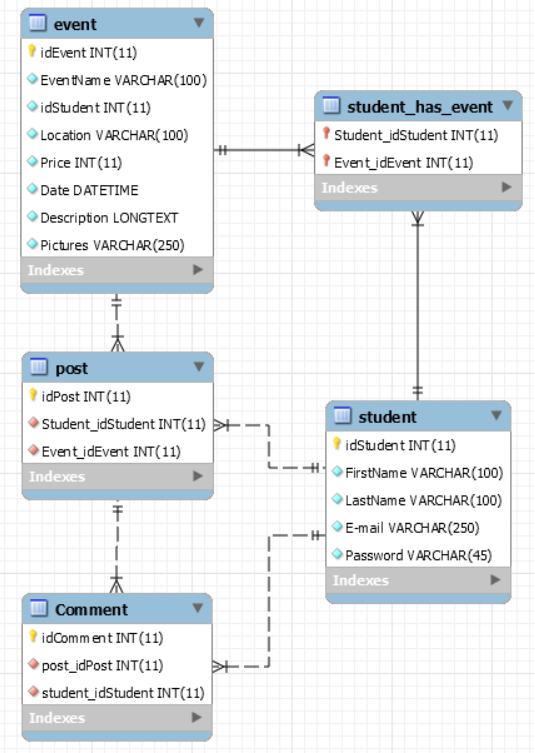 event
idEvent INT(11)
EventName VARCHAR(100)
idStudent INT(11)
Location VARCHAR(100)
Price INT(11)
Date DATETIME
Description LONGTEXT
Pictures VARCHAR(250)
Indexes
student_has_event
Student_idStudent INT(11)
Event_idEvent INT(11)
Indexes
post
idPost INT(11)
Student_idStudent INT(11)
Event_idEvent INT(11)
Indexes
student
idStudent INT(11)
FirstName VARCHAR(100)
LastName VARCHAR(100)
E-mail VARCHAR(250)
Password VARCHAR(45)
Indexes
Comment
idComment INT(11)
post_idPost INT(11)
student_idStudent INT(11)
Indexes